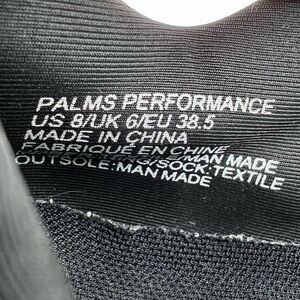 PALMS PERFORMANCE
US 8/UK 6/EU 38.5
MADE IN CHINA
FABRIQUÉ EN CHINE
MAN MADE
SOCK:TEXTILE
OUTSOLE:MAN MADE